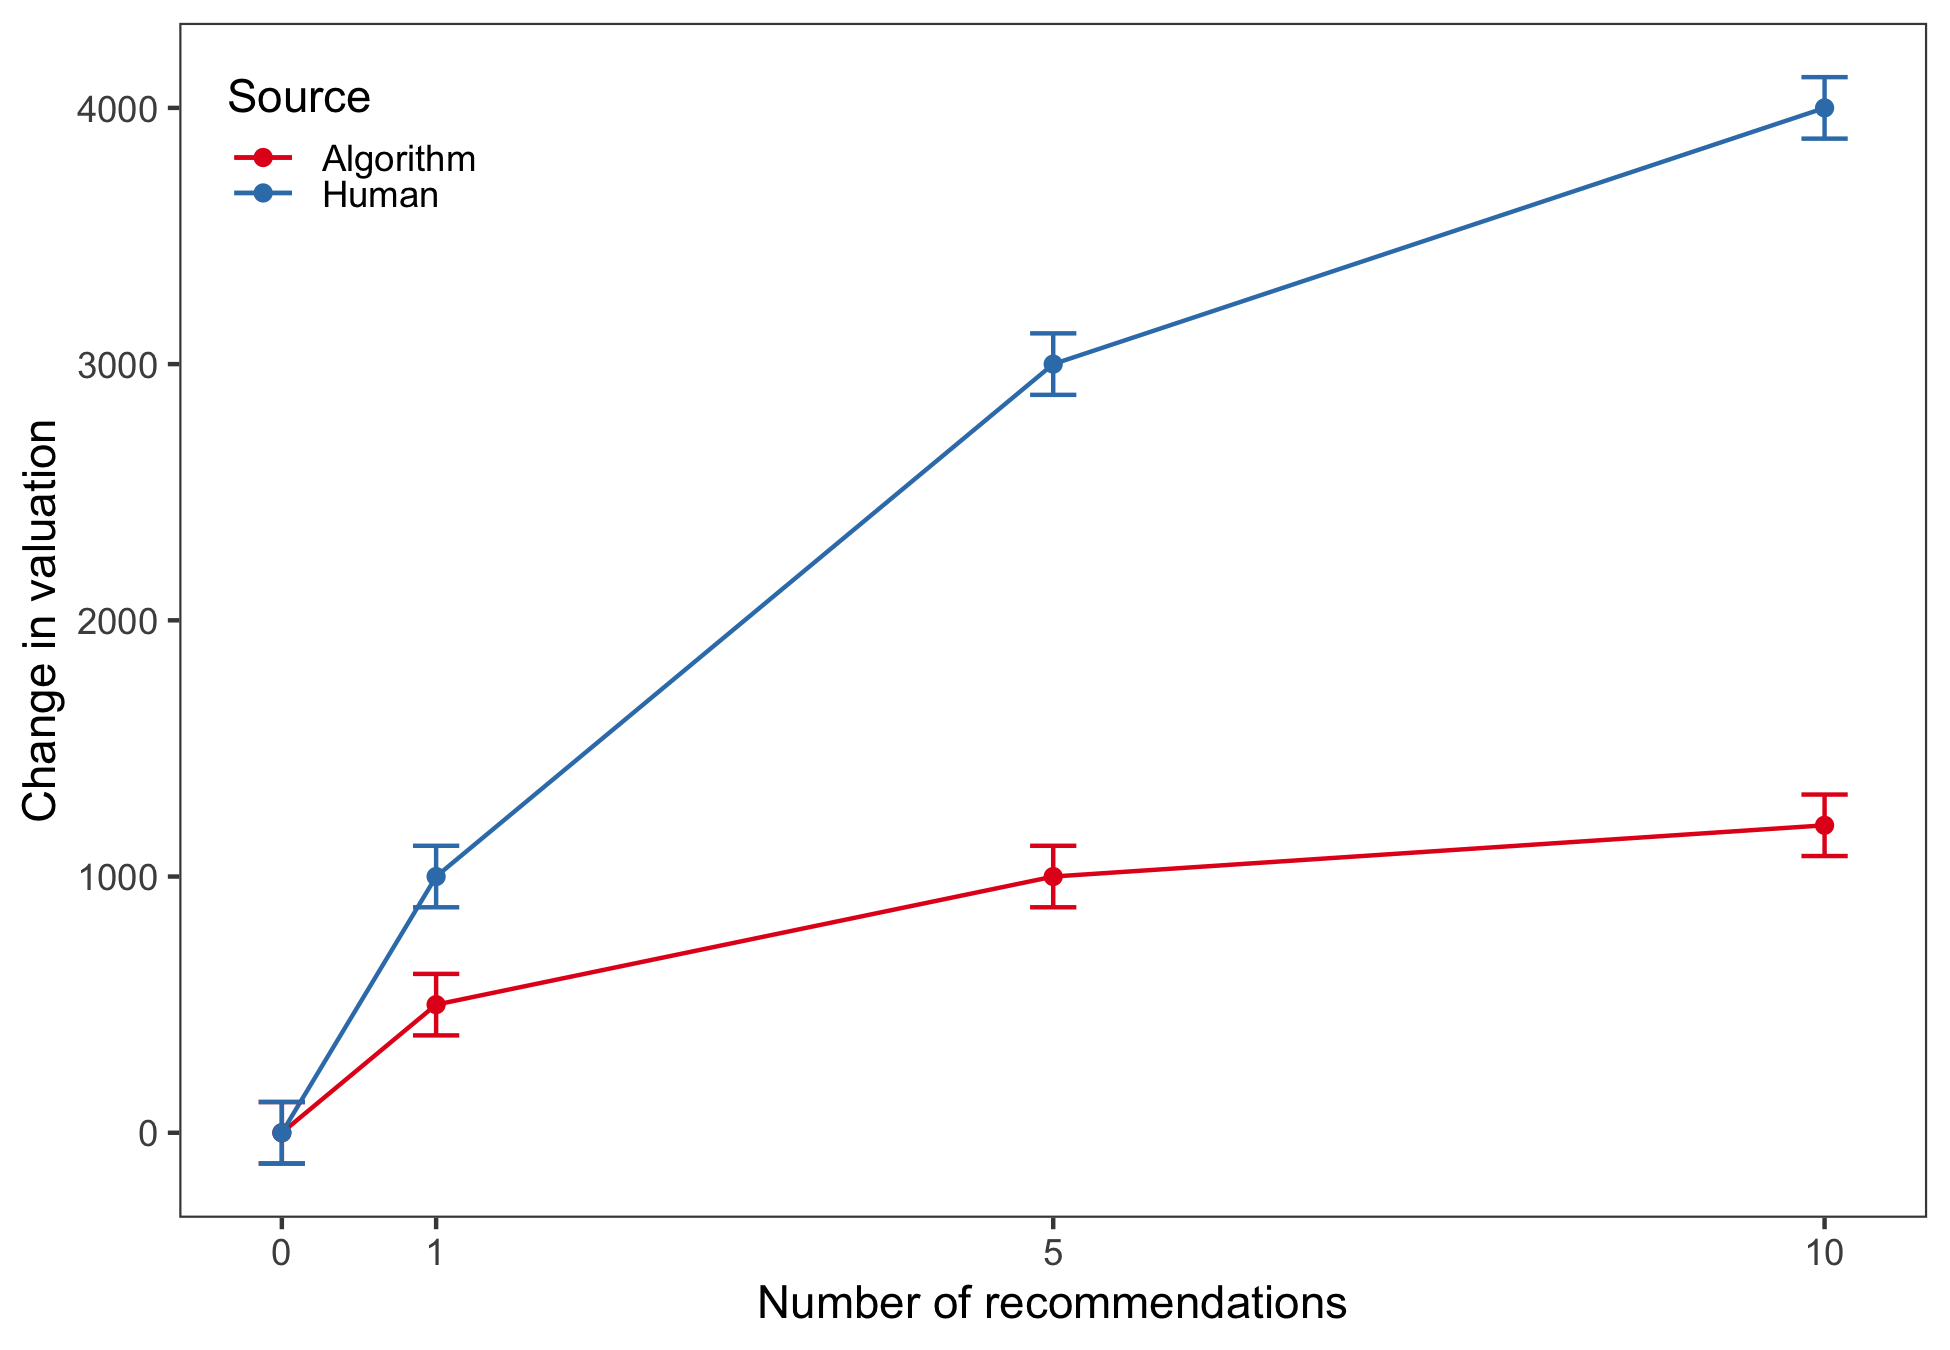 Source
Algorithm
Human
4000
3000
2000
1000
0
Change in valuation
0 1 5 10
Number of recommendations